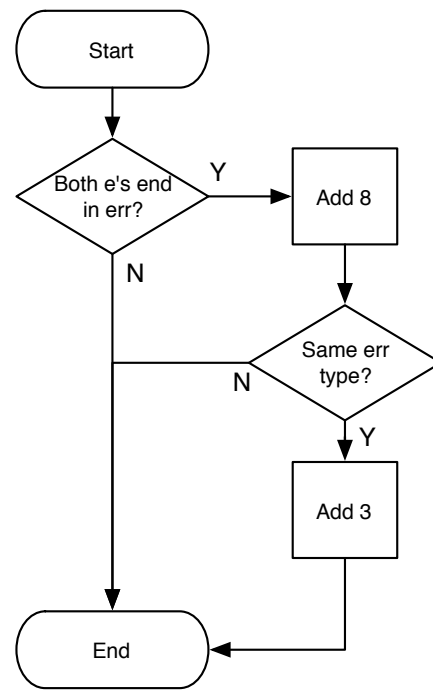 Start
Both e's end
in err?
Y
Add 8
N
Same err
type?
N
Y
Add 3
End